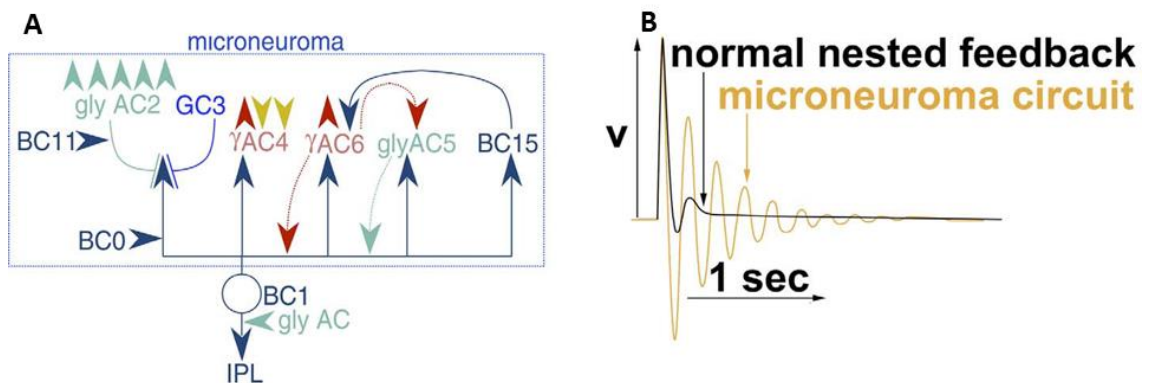 A
microneuroma
gly AC2
GC3
BC11
γAC4
γAC6
glyAC5
BC15
BC0
BC1
gly AC
IPL
B
normal nested feedback
microneuroma circuit
v
1 sec